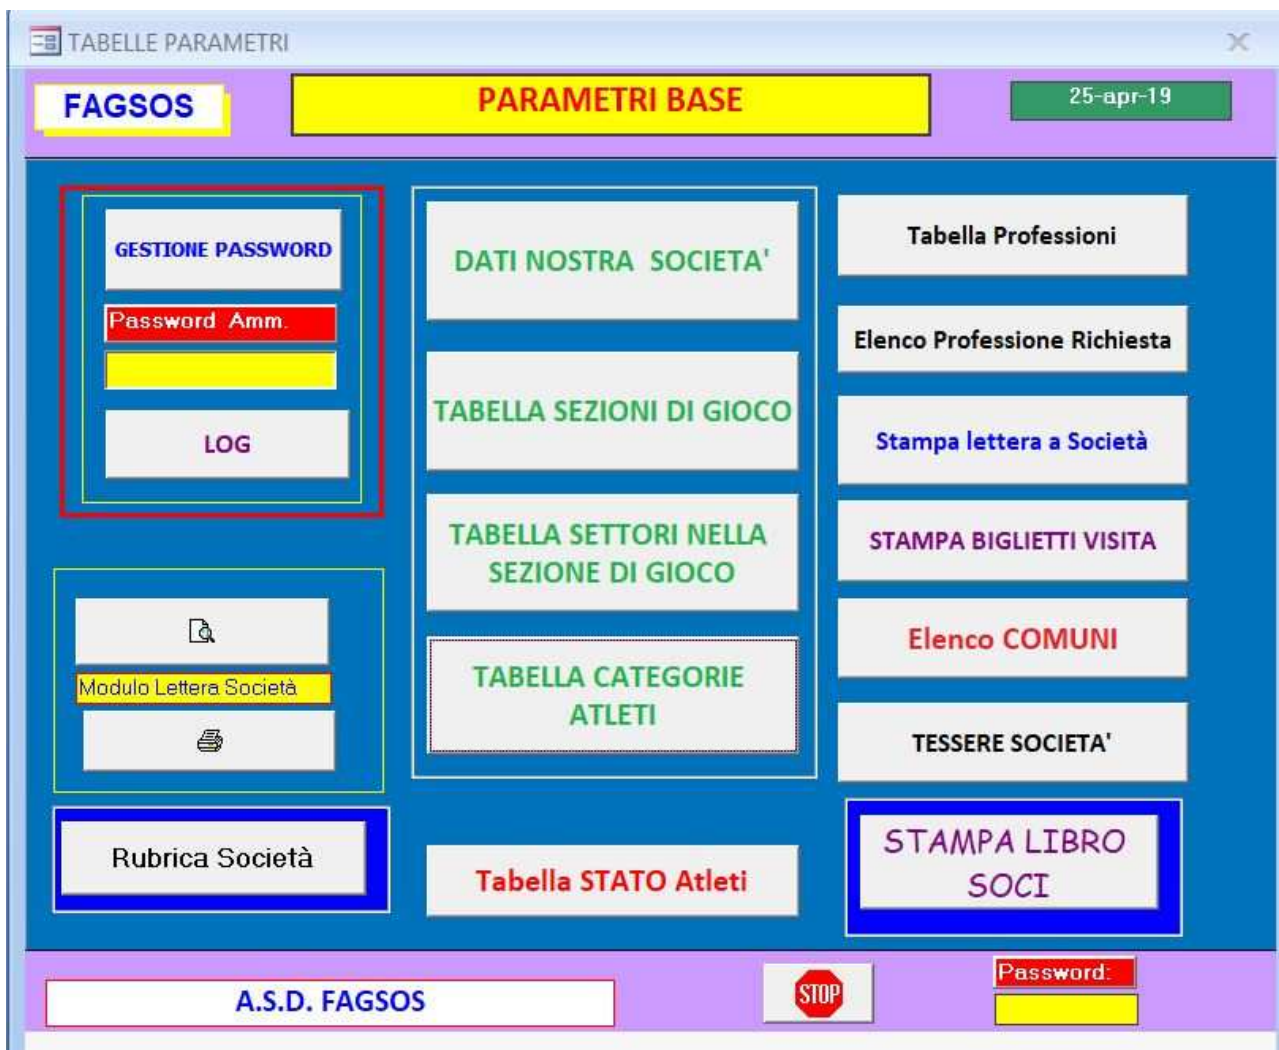 TABELLE PARAMETRI
FAGSOS
PARAMETRI BASE
25-apr-19
GESTIONE PASSWORD
Password Amm.
LOG
Modulo Lettera Società
Rubrica Società
DATI NOSTRA SOCIETA'
TABELLA SEZIONI DI GIOCO
TABELLA SETTORI NELLA
SEZIONE DI GIOCO
TABELLA CATEGORIE
ATLETI
Tabella STATO Atleti
Tabella Professioni
Elenco Professione Richiesta
Stampa lettera a Società
STAMPA BIGLIETTI VISITA
Elenco COMUNI
TESSERE SOCIETA'
STAMPA LIBRO
SOCI
A.S.D. FAGSOS
STOP
Password: